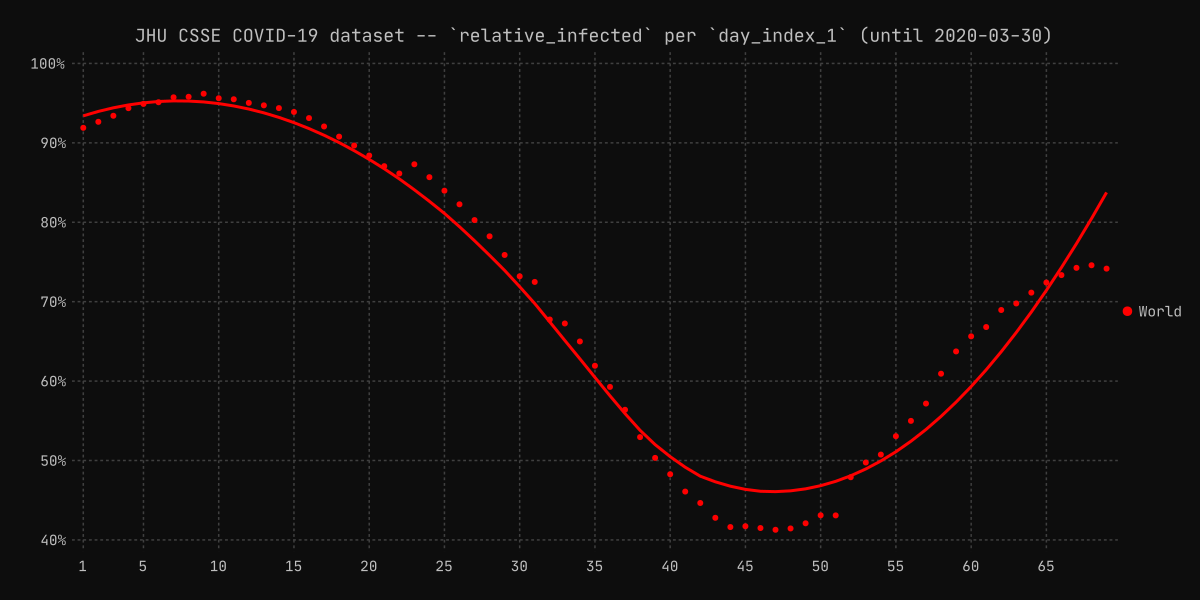 JHU CSSE COVID-19 dataset -- `relative_infected` per `day_index_1` (until 2020-03-30)
100%
90%
80%
70%
60%
50%
40%
World
1 5 10 15 20 25 30 35 40 45 50 55 60 65